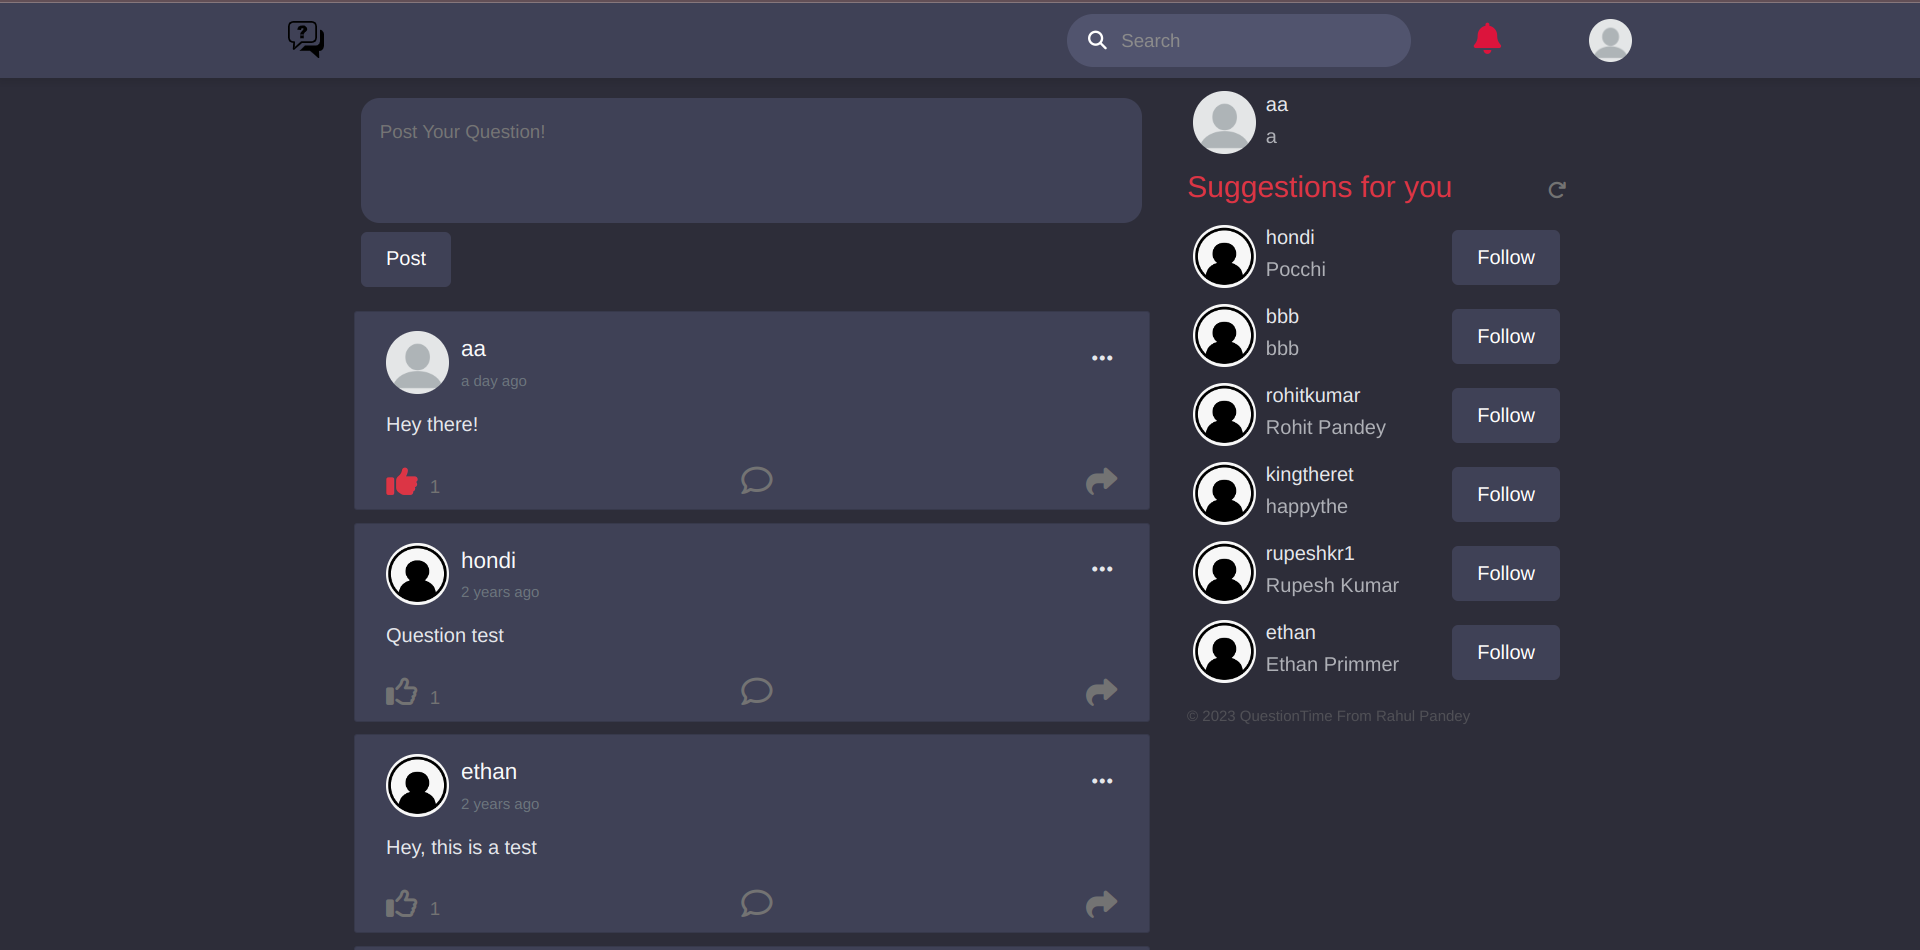 ?
Search
Post Your Question!
Post
aa
a day ago
Hey there!
1
hondi
2 years ago
Question test
1
ethan
2 years ago
Hey, this is a test
1
aa
a
Suggestions for you
hondi
Pocchi
Follow
bbb
bbb
Follow
rohitkumar
Rohit Pandey
Follow
kingtheret
happythe
Follow
rupeshkr1
Rupesh Kumar
Follow
ethan
Ethan Primmer
Follow
© 2023 QuestionTime From Rahul Pandey